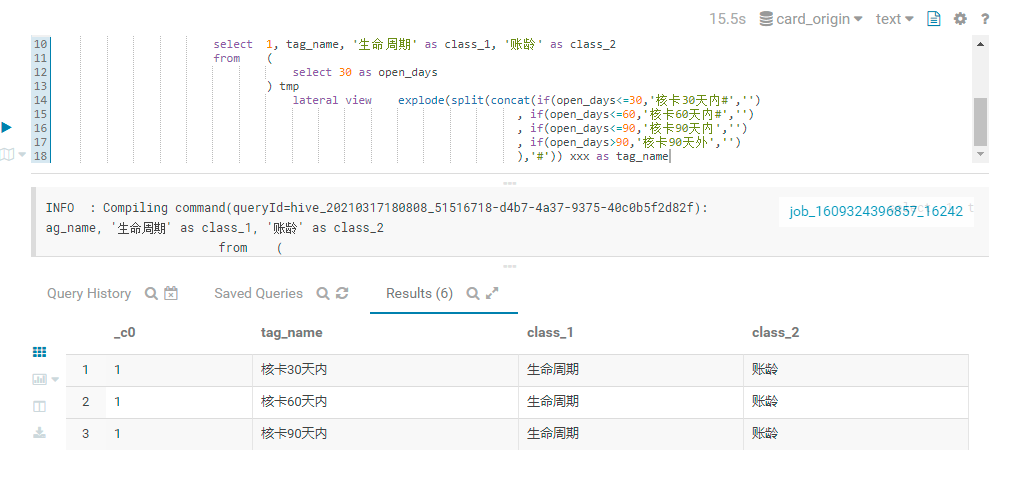 15.5s card_origin text ?
10 select 1, tag_name, '生命周期' as class_1, '账龄' as class_2
11 from (
12 select 30 as open_days
13 ) tmp
14 lateral view explode(split(concat(if(open_days<=30,'核卡30天内#','')
15 , if(open_days<=60,'核卡60天内#','')
16 , if(open_days<=90,'核卡90天内','')
17 , if(open_days>90,'核卡90天外','')
18 ),'#')) xxx as tag_name
INFO : Compiling command(queryId=hive_20210317180808_51516718-d4b7-4a37-9375-40c0b5f2d82f):
job_1609324396857_16242
ag_name, '生命周期' as class_1, '账龄' as class_2
from (
Query History Saved Queries Results (6)
_c0 tag_name class_1 class_2
1 1 核卡30天内 生命周期 账龄
2 1 核卡60天内 生命周期 账龄
3 1 核卡90天内 生命周期 账龄